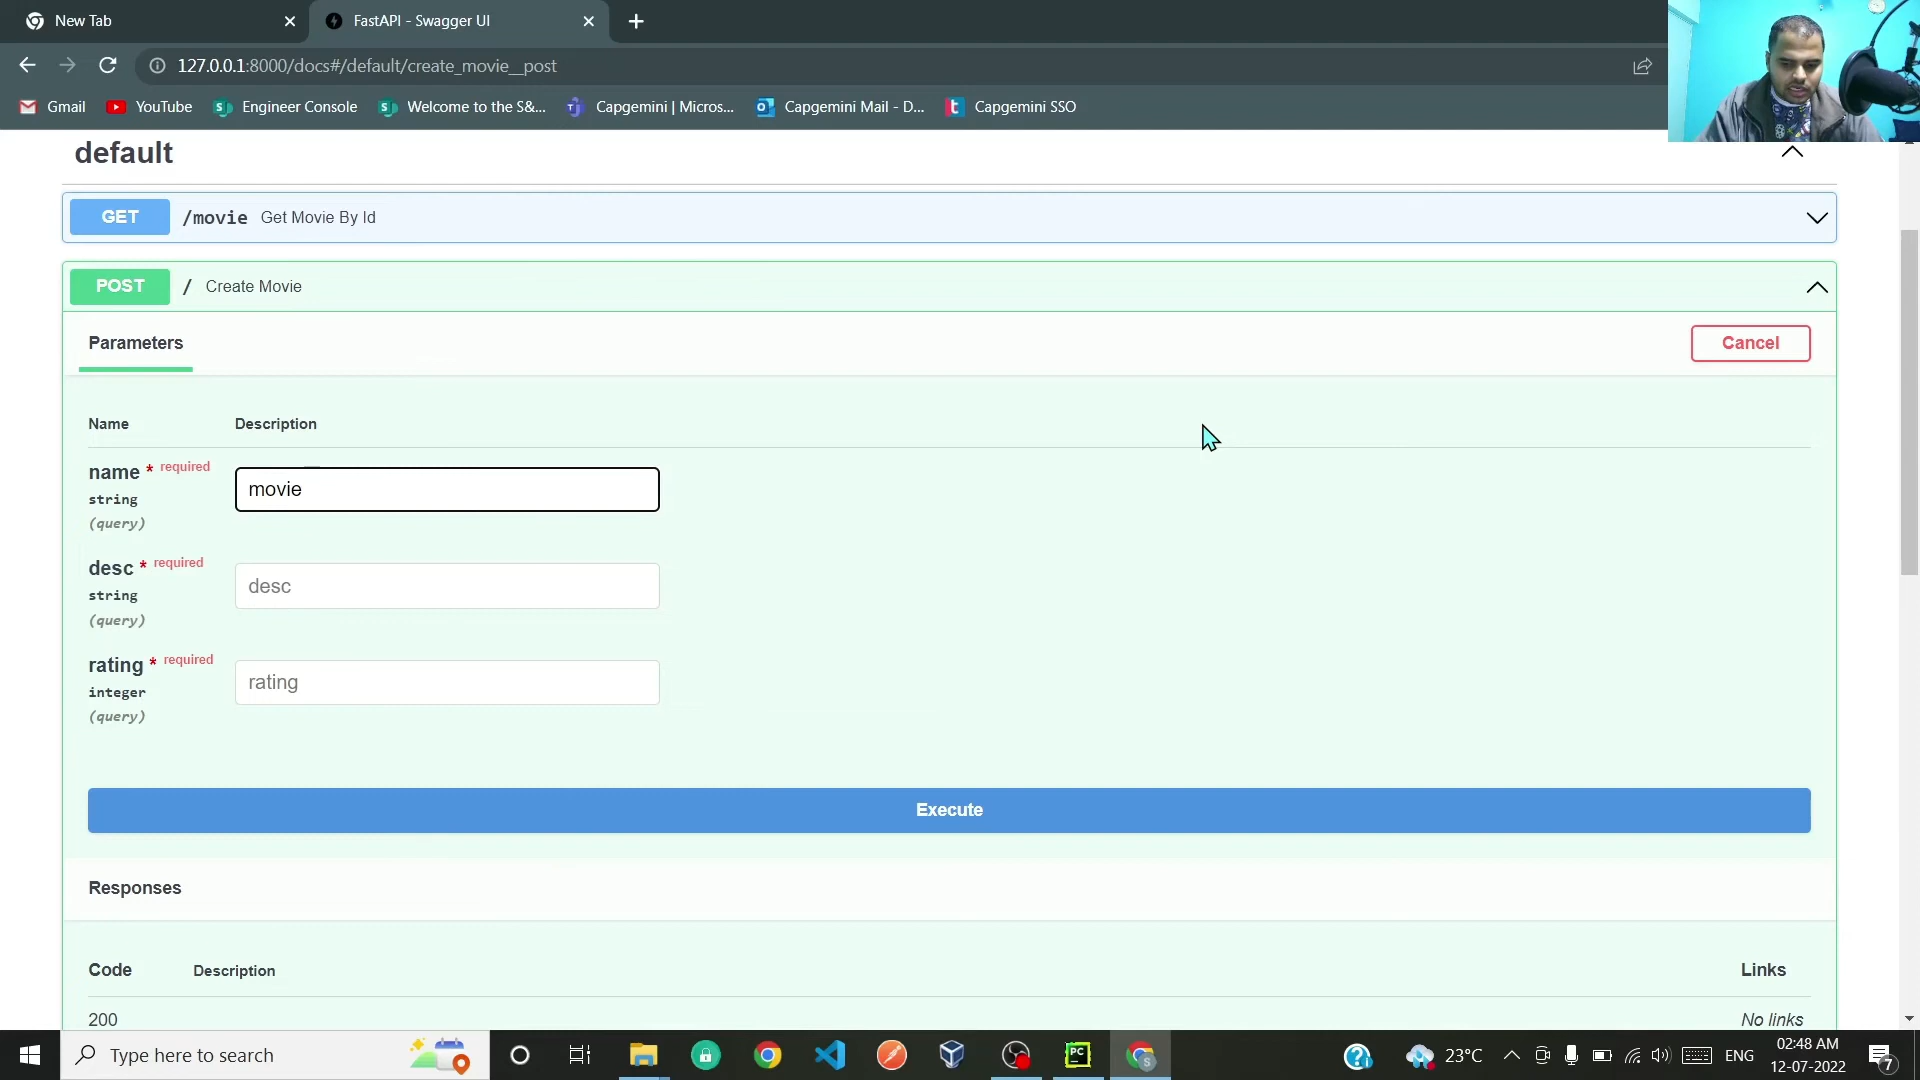 New Tab
FastAPI - Swagger UI
127.0.0.1:8000/docs#/default/create_movie__post
Gmail YouTube Engineer Console Welcome to the S&... Capgemini | Micros... Capgemini Mail - D... Capgemini SSO
default
GET /movie Get Movie By Id
POST / Create Movie
Parameters
Cancel
Name Description
name * required
string
(query)
movie
desc * required
string
(query)
desc
rating * required
integer
(query)
rating
Execute
Responses
Code Description Links
200 No links
Type here to search
23°C
ENG
02:48 AM
12-07-2022
7